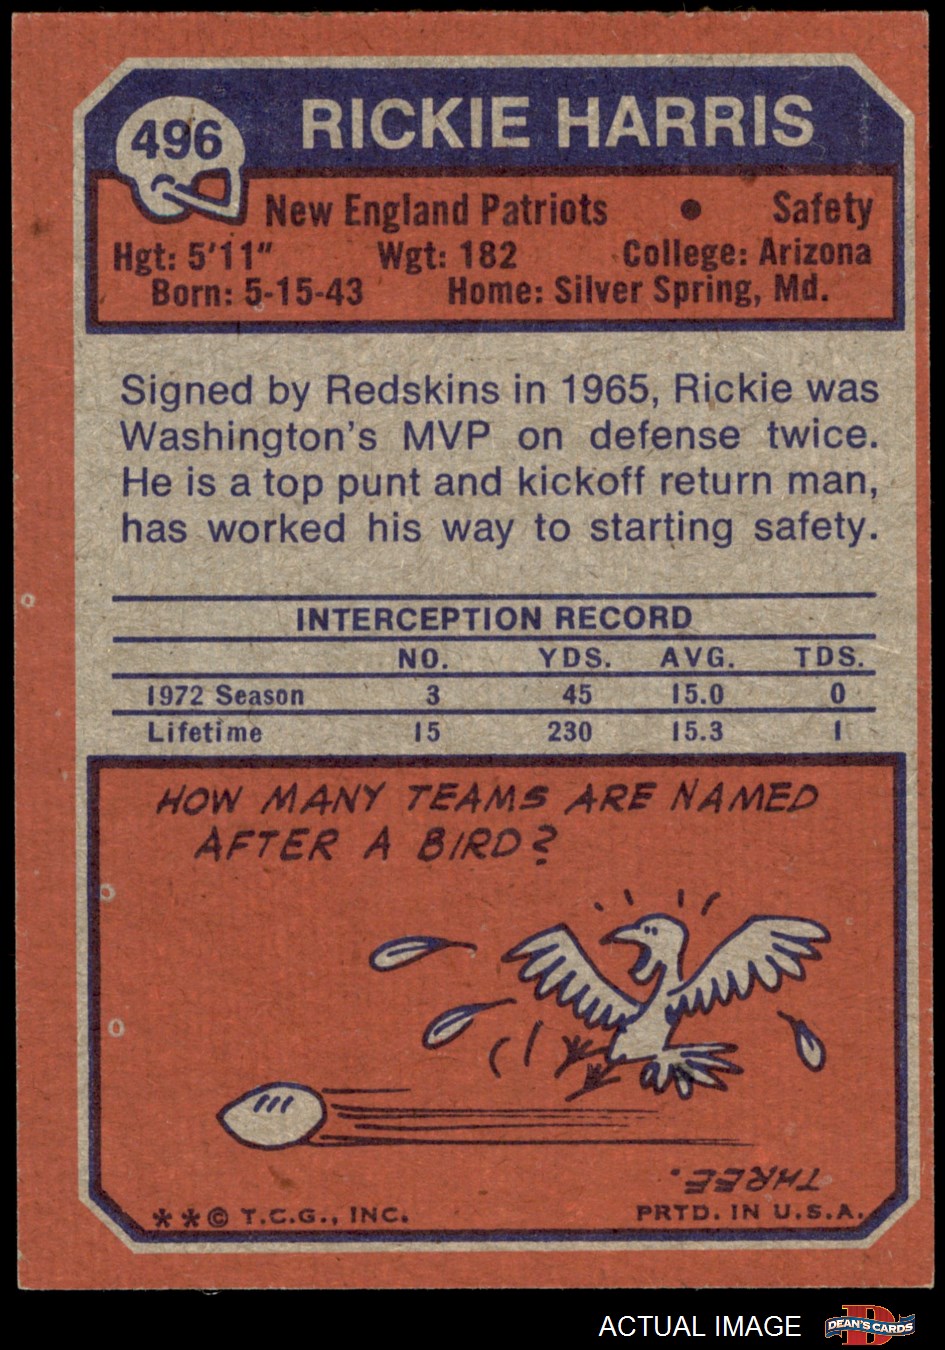 496
RICKIE HARRIS
New England Patriots • Safety
Hgt: 5'11" Wgt: 182 College: Arizona
Born: 5-15-43 Home: Silver Spring, Md.
Signed by Redskins in 1965, Rickie was
Washington's MVP on defense twice.
He is a top punt and kickoff return man,
has worked his way to starting safety.
INTERCEPTION RECORD
NO. YDS. AVG. TDS.
1972 Season 3 45 15.0 0
Lifetime 15 230 15.3 1
HOW MANY TEAMS ARE NAMED
AFTER A BIRD?
THREE.
**© T.C.G., INC. PRTD. IN U.S.A.
ACTUAL IMAGE
D DEAN'S CARDS